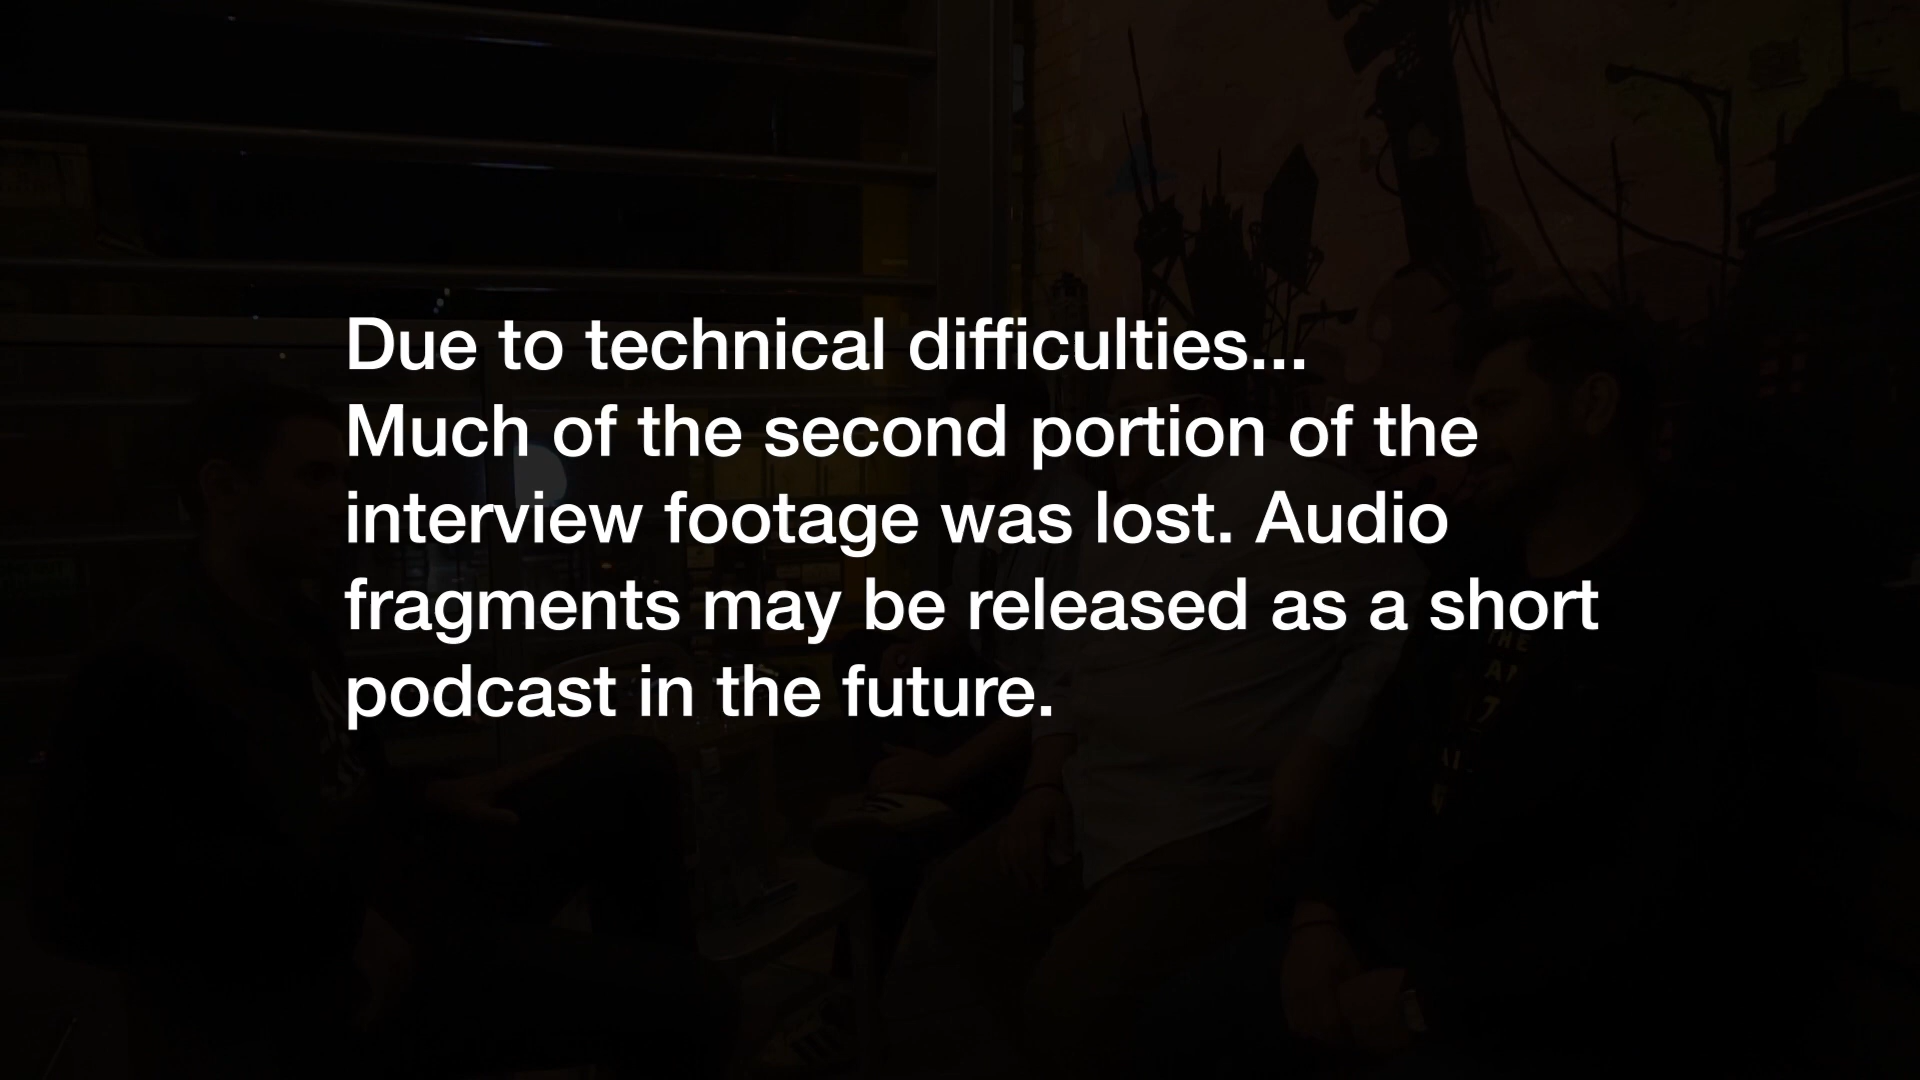 Due to technical difficulties...
Much of the second portion of the
interview footage was lost. Audio
fragments may be released as a short
podcast in the future.